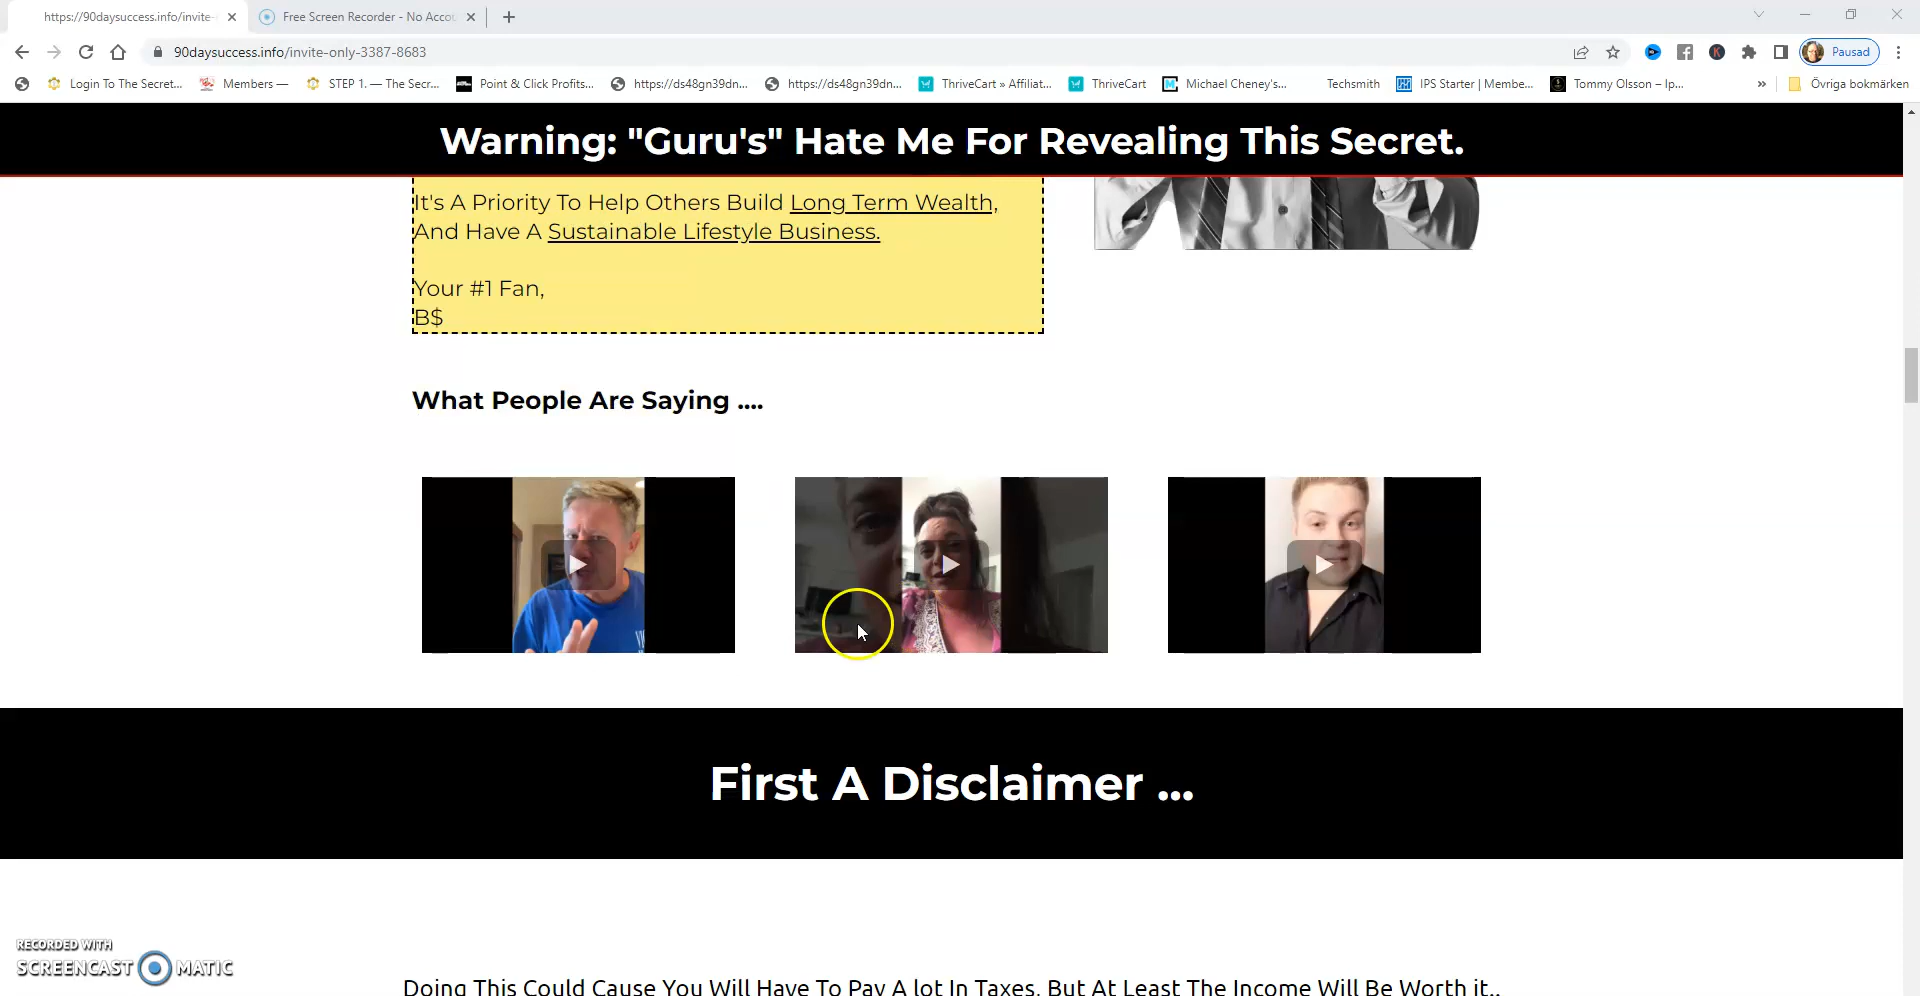 https://90daysuccess.info/invite-
Free Screen Recorder - No Accou
90daysuccess.info/invite-only-3387-8683
Pausad
Login To The Secret...
Members —
STEP 1. — The Secr...
Point & Click Profits...
https://ds48gn39dn...
https://ds48gn39dn...
ThriveCart » Affiliat...
ThriveCart
Michael Cheney's...
Techsmith
IPS Starter | Membe...
Tommy Olsson – Ip...
»
Övriga bokmärken
Warning: "Guru's" Hate Me For Revealing This Secret.
It's A Priority To Help Others Build Long Term Wealth,
And Have A Sustainable Lifestyle Business.
Your #1 Fan,
B$
What People Are Saying ....
First A Disclaimer ...
RECORDED WITH
SCREENCAST MATIC
Doing This Could Cause You Will Have To Pay A lot In Taxes. But At Least The Income Will Be Worth it..